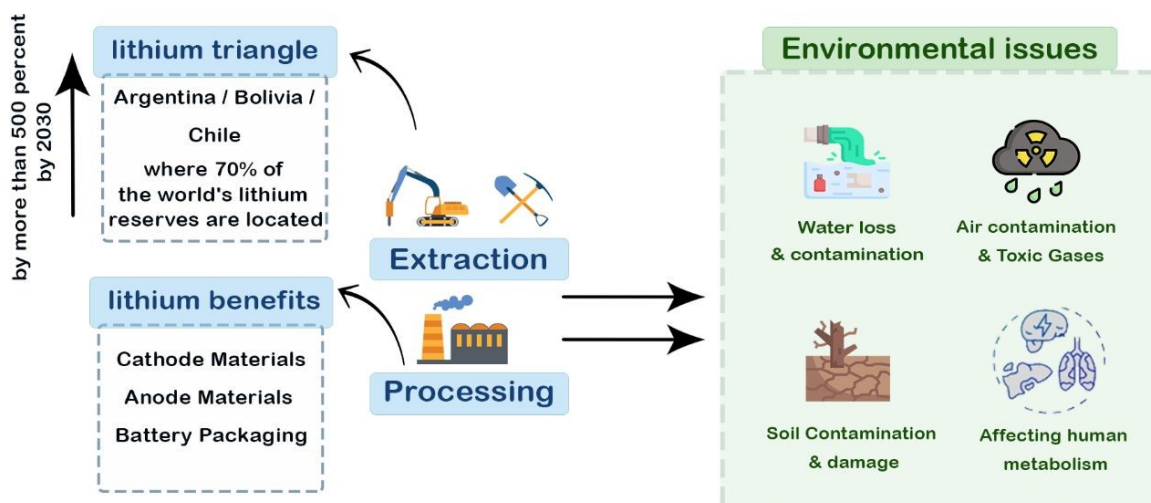 by more than 500 percent
by 2030
lithium triangle
Argentina / Bolivia /
Chile
where 70% of
the world's lithium
reserves are located
Extraction
lithium benefits
Cathode Materials
Anode Materials
Battery Packaging
Processing
Environmental issues
Water loss
& contamination
Air contamination
& Toxic Gases
Soil Contamination
& damage
Affecting human
metabolism